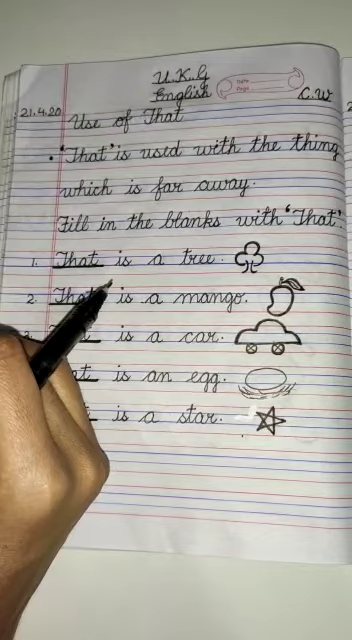 U.K.G
English
C.W
21.4.20
Use of That
• 'That' is used with the thing
which is far away.
Fill in the blanks with 'That'.
1. That is a tree.
2. That is a mango.
is a car.
is an egg.
is a star.